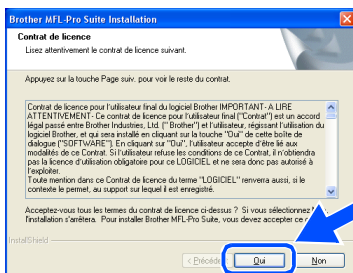 Brother MFL-Pro Suite Installation
Contrat de licence
Lisez attentivement le contrat de licence suivant.
Appuyez sur la touche Page suiv. pour voir le reste du contrat.
Contrat de licence pour l'utilisateur final du logiciel Brother IMPORTANT- A LIRE
ATTENTIVEMENT- Ce contrat de licence pour l'utilisateur final ("Contrat") est un accord
légal passé entre Brother Industries, Ltd. ("Brother") et l'utilisateur, régissant l'utilisation du
logiciel Brother, et qui sera installé en cliquant sur la touche "Oui" de cette boîte de
dialogue ("SOFTWARE"). En cliquant sur "Oui", l'utilisateur accepte d'être lié aux
modalités de ce Contrat. Si l'utilisateur refuse les conditions de ce Contrat, il n'obtiendra
pas la licence d'utilisation obligatoire pour ce LOGICIEL et ne sera donc pas autorisé à
l'exploiter.
Toute mention dans ce Contrat de licence du terme "LOGICIEL" renverra aussi, si le
contexte le permet, au support sur lequel il est enregistré.
Acceptez-vous tous les termes du contrat de licence ci-dessus ? Si vous sélectionnez
l'installation s'arrêtera. Pour installer Brother MFL-Pro Suite, vous devez accepter ce
InstallShield
< Précédent
Oui
Non